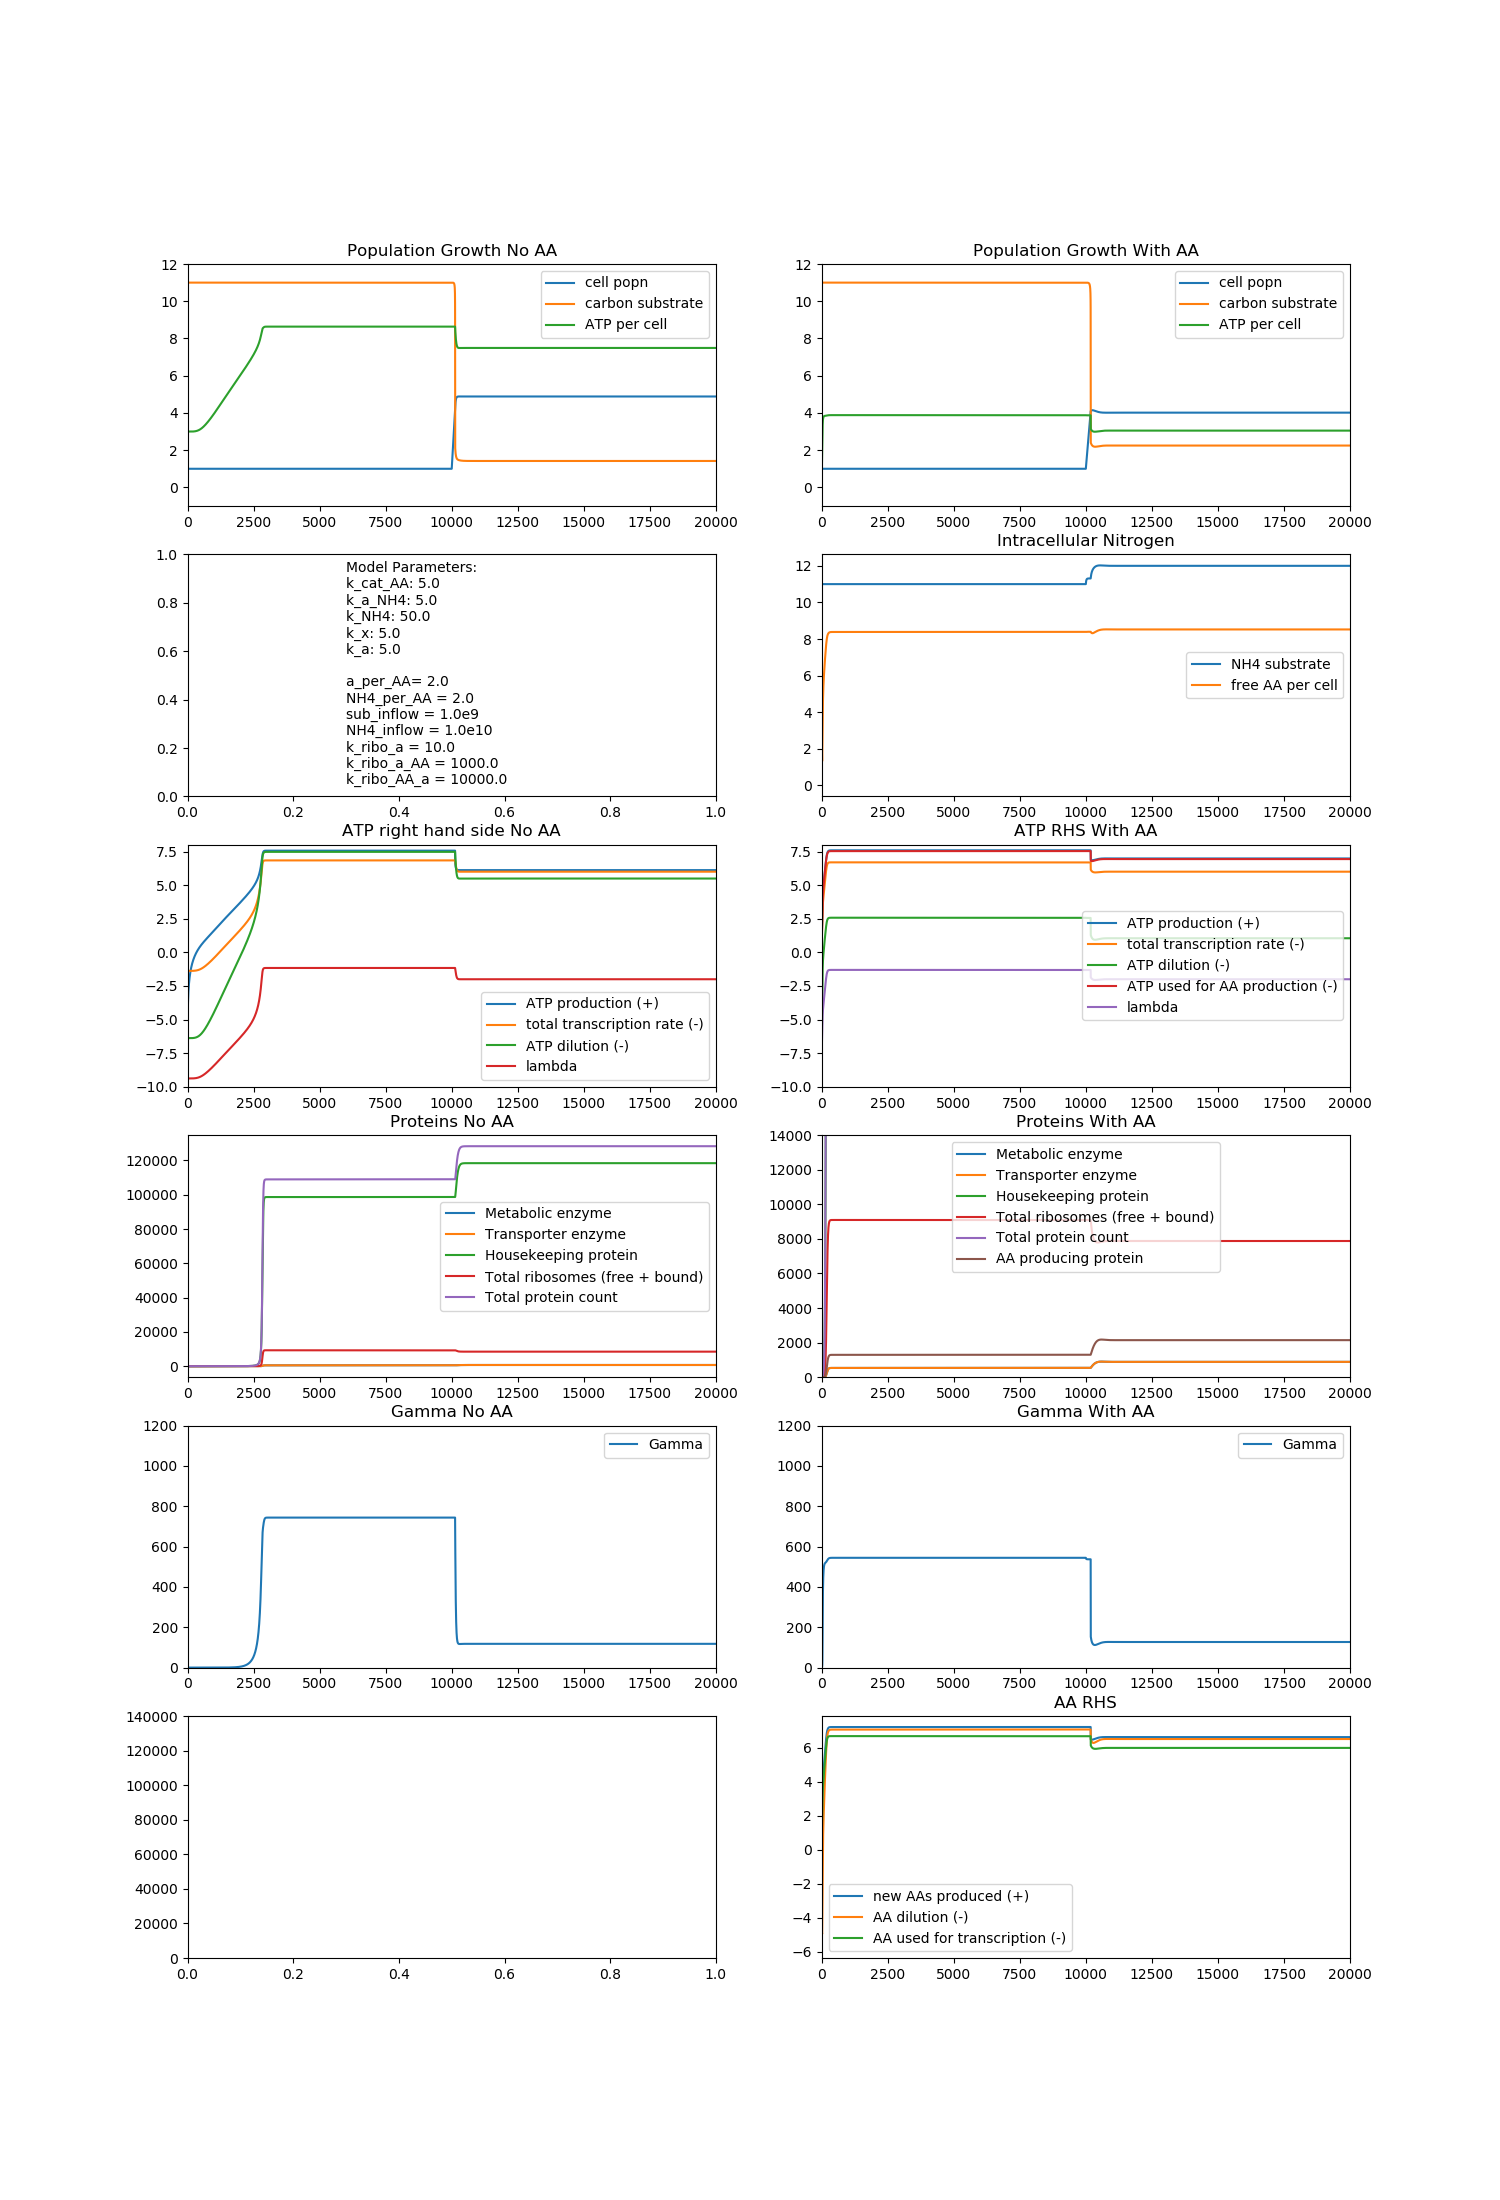 Population Growth No AA
12
10
8
6
4
2
0
cell popn
carbon substrate
ATP per cell
0 2500 5000 7500 10000 12500 15000 17500 20000
Population Growth With AA
12
10
8
6
4
2
0
cell popn
carbon substrate
ATP per cell
0 2500 5000 7500 10000 12500 15000 17500 20000
1.0
0.8
0.6
0.4
0.2
0.0
Model Parameters:
k_cat_AA: 5.0
k_a_NH4: 5.0
k_NH4: 50.0
k_x: 5.0
k_a: 5.0
a_per_AA= 2.0
NH4_per_AA = 2.0
sub_inflow = 1.0e9
NH4_inflow = 1.0e10
k_ribo_a = 10.0
k_ribo_a_AA = 1000.0
k_ribo_AA_a = 10000.0
0.0 0.2 0.4 0.6 0.8 1.0
Intracellular Nitrogen
12
10
8
6
4
2
0
NH4 substrate
free AA per cell
0 2500 5000 7500 10000 12500 15000 17500 20000
ATP right hand side No AA
7.5
5.0
2.5
0.0
−2.5
−5.0
−7.5
−10.0
ATP production (+)
total transcription rate (-)
ATP dilution (-)
lambda
0 2500 5000 7500 10000 12500 15000 17500 20000
ATP RHS With AA
7.5
5.0
2.5
0.0
−2.5
−5.0
−7.5
−10.0
ATP production (+)
total transcription rate (-)
ATP dilution (-)
ATP used for AA production (-)
lambda
0 2500 5000 7500 10000 12500 15000 17500 20000
Proteins No AA
120000
100000
80000
60000
40000
20000
0
Metabolic enzyme
Transporter enzyme
Housekeeping protein
Total ribosomes (free + bound)
Total protein count
0 2500 5000 7500 10000 12500 15000 17500 20000
Proteins With AA
14000
12000
10000
8000
6000
4000
2000
0
Metabolic enzyme
Transporter enzyme
Housekeeping protein
Total ribosomes (free + bound)
Total protein count
AA producing protein
0 2500 5000 7500 10000 12500 15000 17500 20000
Gamma No AA
1200
1000
800
600
400
200
0
Gamma
0 2500 5000 7500 10000 12500 15000 17500 20000
Gamma With AA
1200
1000
800
600
400
200
0
Gamma
0 2500 5000 7500 10000 12500 15000 17500 20000
140000
120000
100000
80000
60000
40000
20000
0
0.0 0.2 0.4 0.6 0.8 1.0
AA RHS
6
4
2
0
−2
−4
−6
new AAs produced (+)
AA dilution (-)
AA used for transcription (-)
0 2500 5000 7500 10000 12500 15000 17500 20000